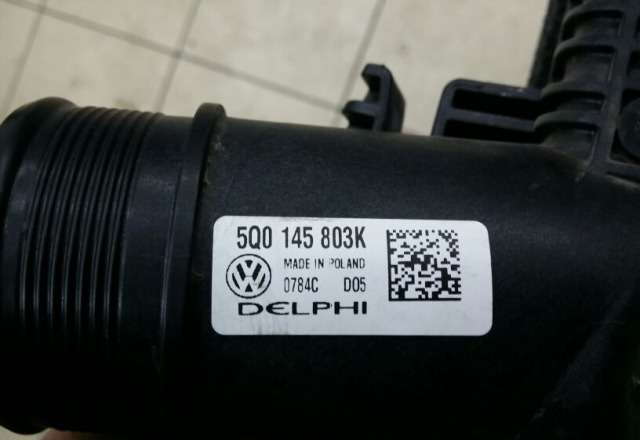 5Q0 145 803K
MADE IN POLAND
0784C D05
DELPHI